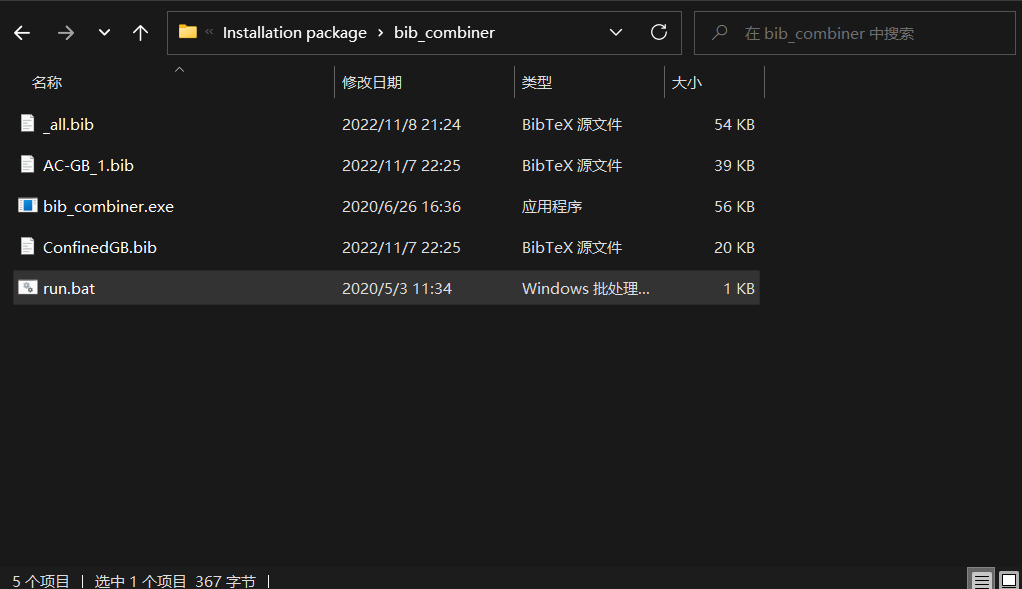 « Installation package › bib_combiner
在 bib_combiner 中搜索
名称 修改日期 类型 大小
_all.bib 2022/11/8 21:24 BibTeX 源文件 54 KB
AC-GB_1.bib 2022/11/7 22:25 BibTeX 源文件 39 KB
bib_combiner.exe 2020/6/26 16:36 应用程序 56 KB
ConfinedGB.bib 2022/11/7 22:25 BibTeX 源文件 20 KB
run.bat 2020/5/3 11:34 Windows 批处理... 1 KB
5 个项目 | 选中 1 个项目 367 字节 |